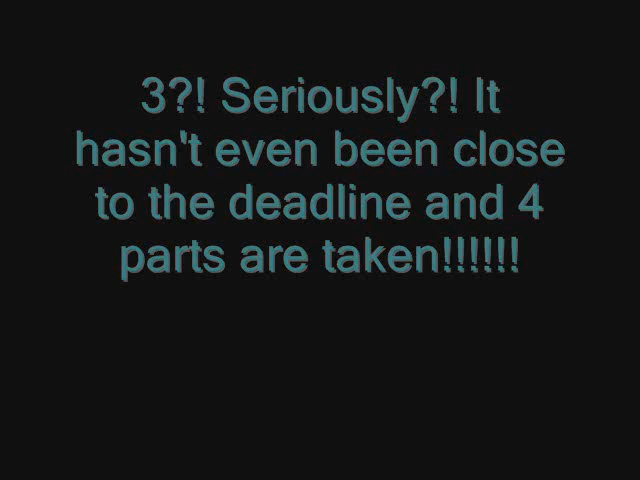 3?! Seriously?! It
hasn't even been close
to the deadline and 4
parts are taken!!!!!!